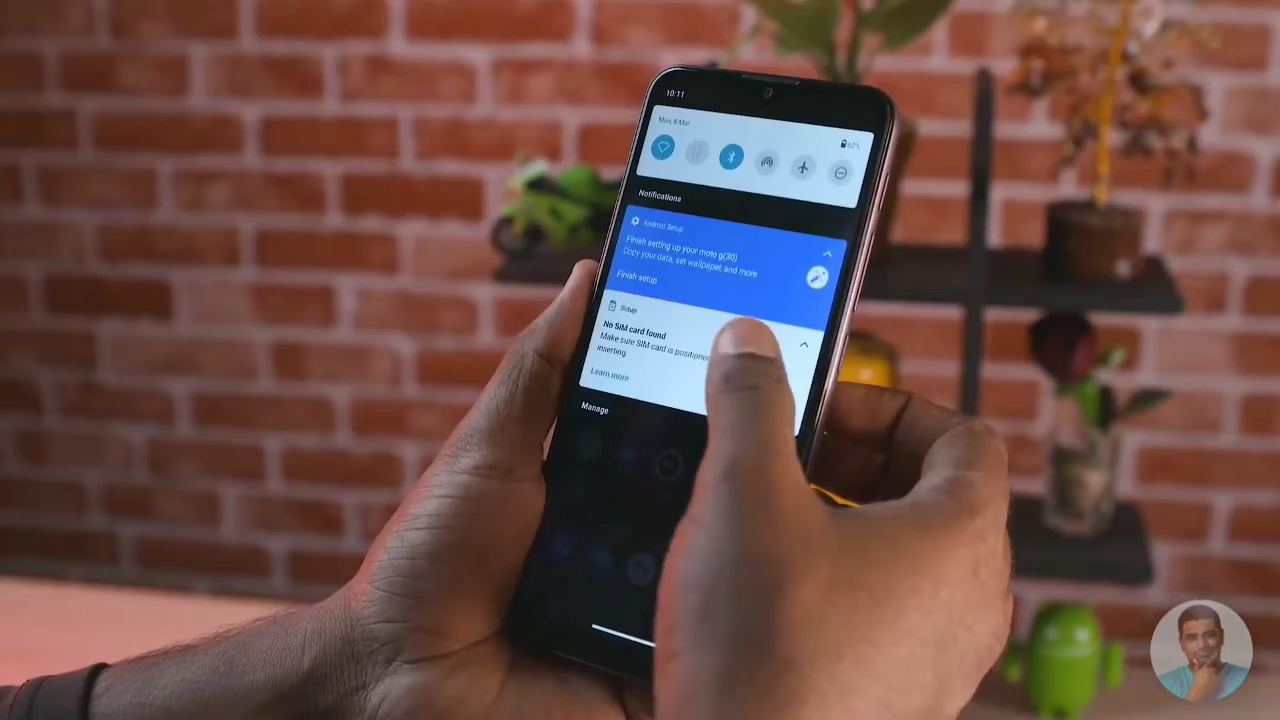 10:11
Mon, 8 Mar
62%
Notifications
Android Setup
Finish setting up your moto g(30)
Copy your data, set wallpaper, and more
Finish setup
Setup
No SIM card found
Make sure SIM card is positioned
inserting.
Learn more
Manage